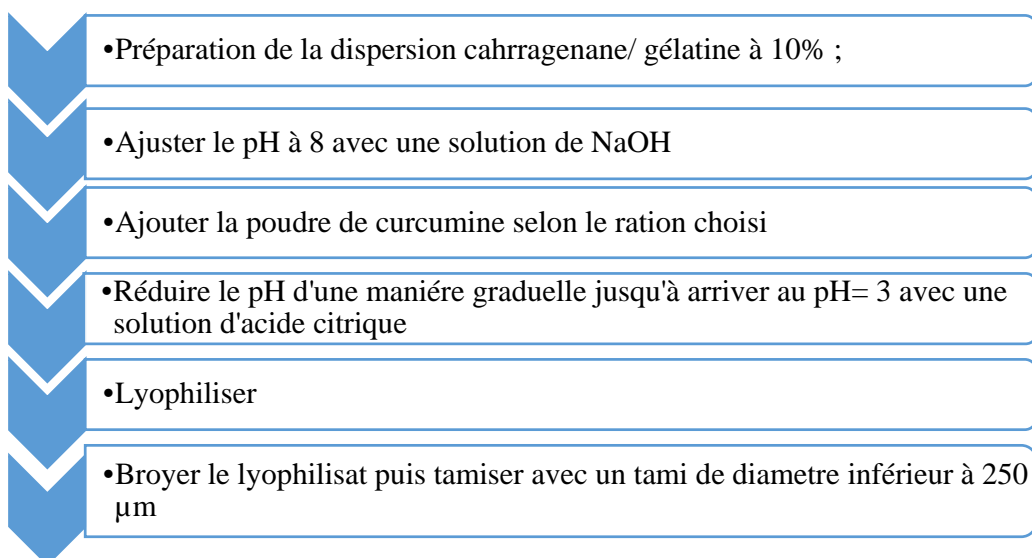 •Préparation de la dispersion cahrragenane/ gélatine à 10% ;
•Ajuster le pH à 8 avec une solution de NaOH
•Ajouter la poudre de curcumine selon le ration choisi
•Réduire le pH d'une maniére graduelle jusqu'à arriver au pH= 3 avec une
solution d'acide citrique
•Lyophiliser
•Broyer le lyophilisat puis tamiser avec un tami de diametre inférieur à 250
µm